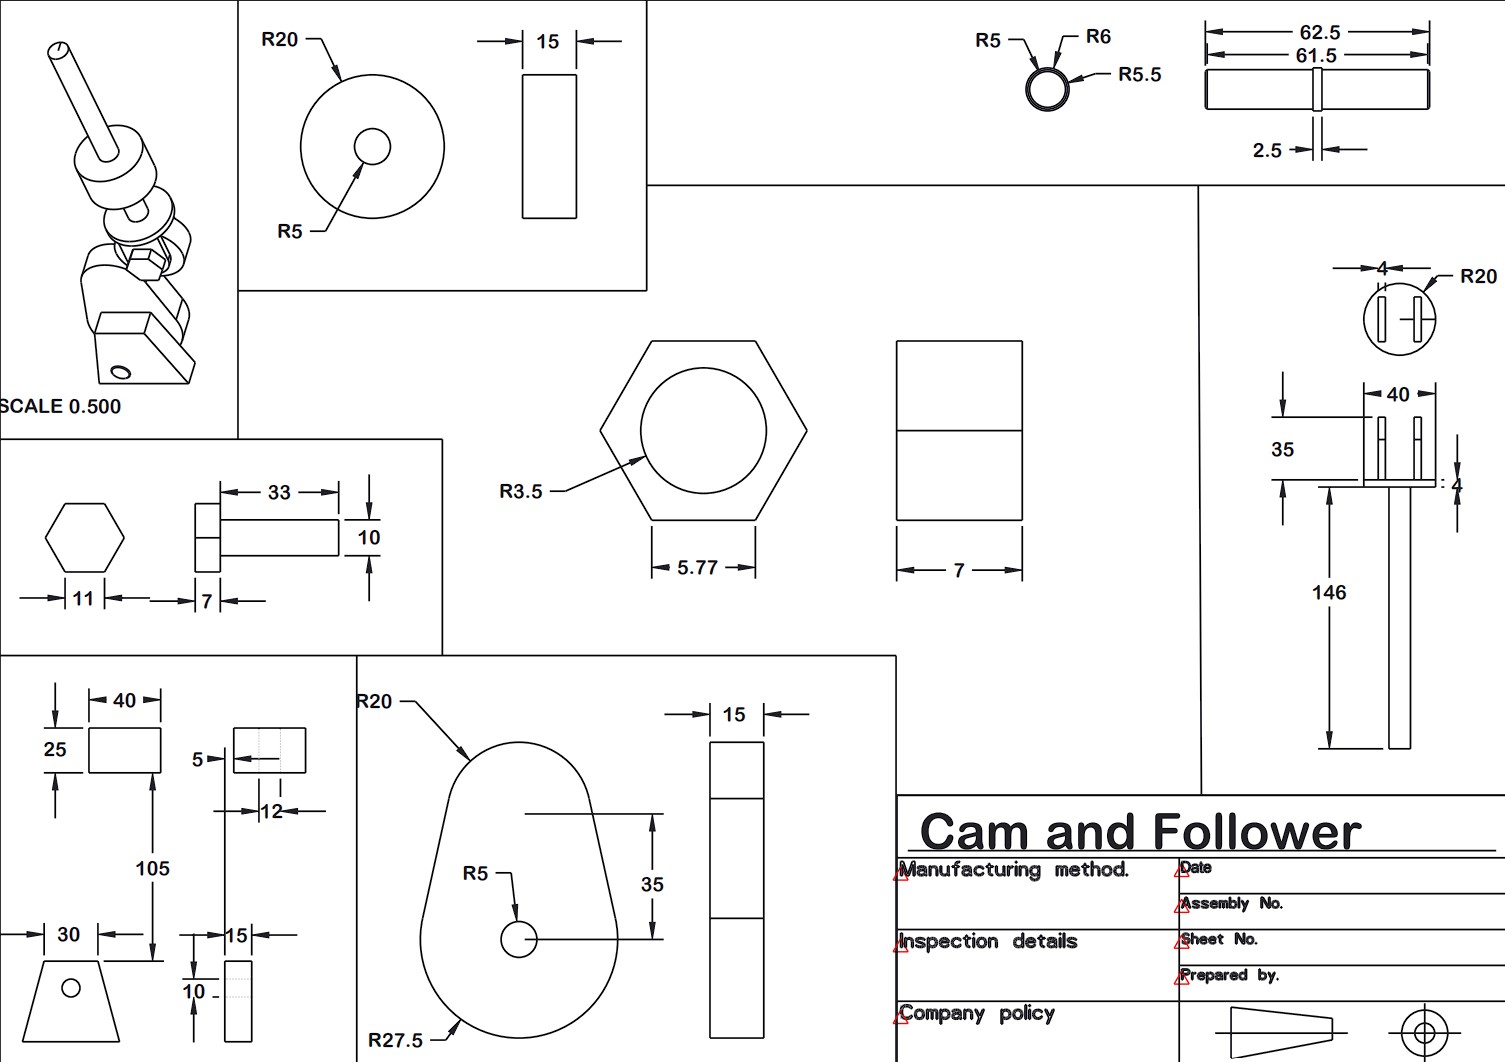 R20
15
R5
R5
R6
R5.5
62.5
61.5
2.5
SCALE 0.500
4
R20
40
35
4
146
R3.5
5.77
7
33
10
11
7
40
25
5
12
105
30
15
10
R20
15
R5
35
R27.5
Cam and Follower
Manufacturing method.
Date
Assembly No.
Inspection details
Sheet No.
Prepared by.
Company policy